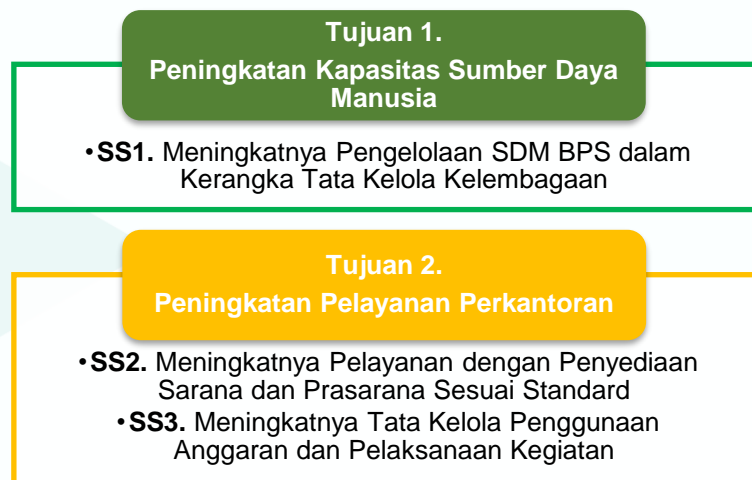 Tujuan 1.
Peningkatan Kapasitas Sumber Daya
Manusia
•SS1. Meningkatnya Pengelolaan SDM BPS dalam
Kerangka Tata Kelola Kelembagaan
Tujuan 2.
Peningkatan Pelayanan Perkantoran
•SS2. Meningkatnya Pelayanan dengan Penyediaan
Sarana dan Prasarana Sesuai Standard
•SS3. Meningkatnya Tata Kelola Penggunaan
Anggaran dan Pelaksanaan Kegiatan